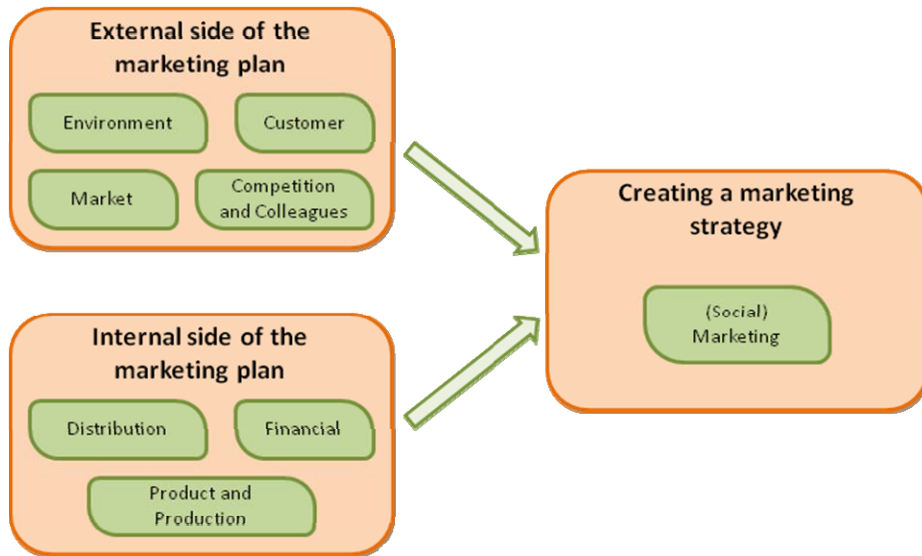 External side of the
marketing plan
Environment
Customer
Market
Competition
and Colleagues
Internal side of the
marketing plan
Distribution
Financial
Product and
Production
Creating a marketing
strategy
(Social)
Marketing